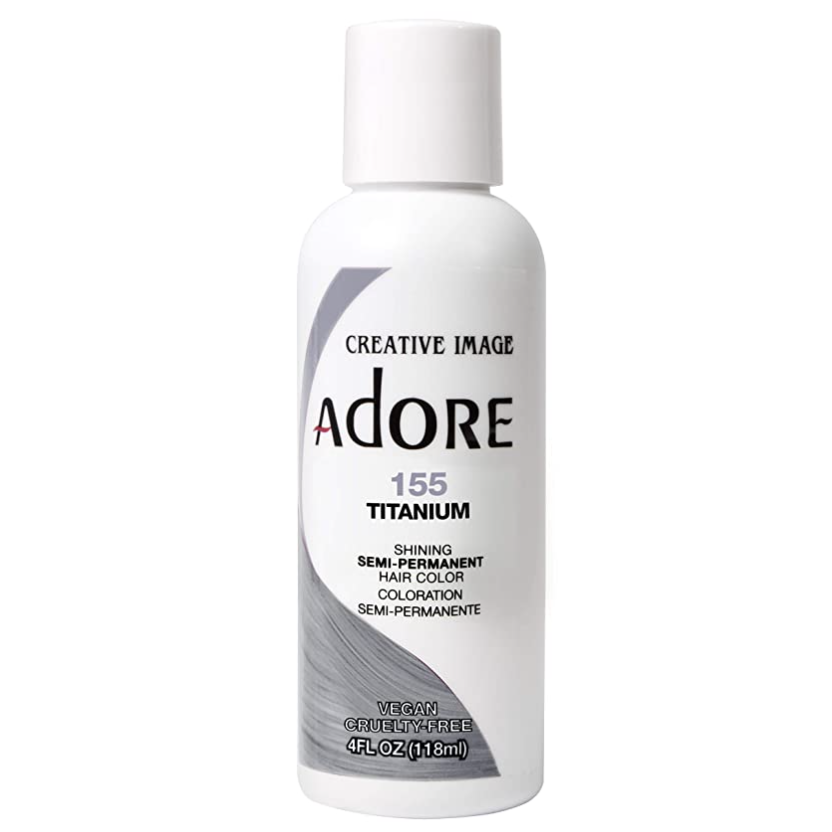 CREATIVE IMAGE
ADORE
155
TITANIUM
SHINING
SEMI-PERMANENT
HAIR COLOR
COLORATION
SEMI-PERMANENTE
VEGAN
CRUELTY-FREE
4FL OZ (118ml)